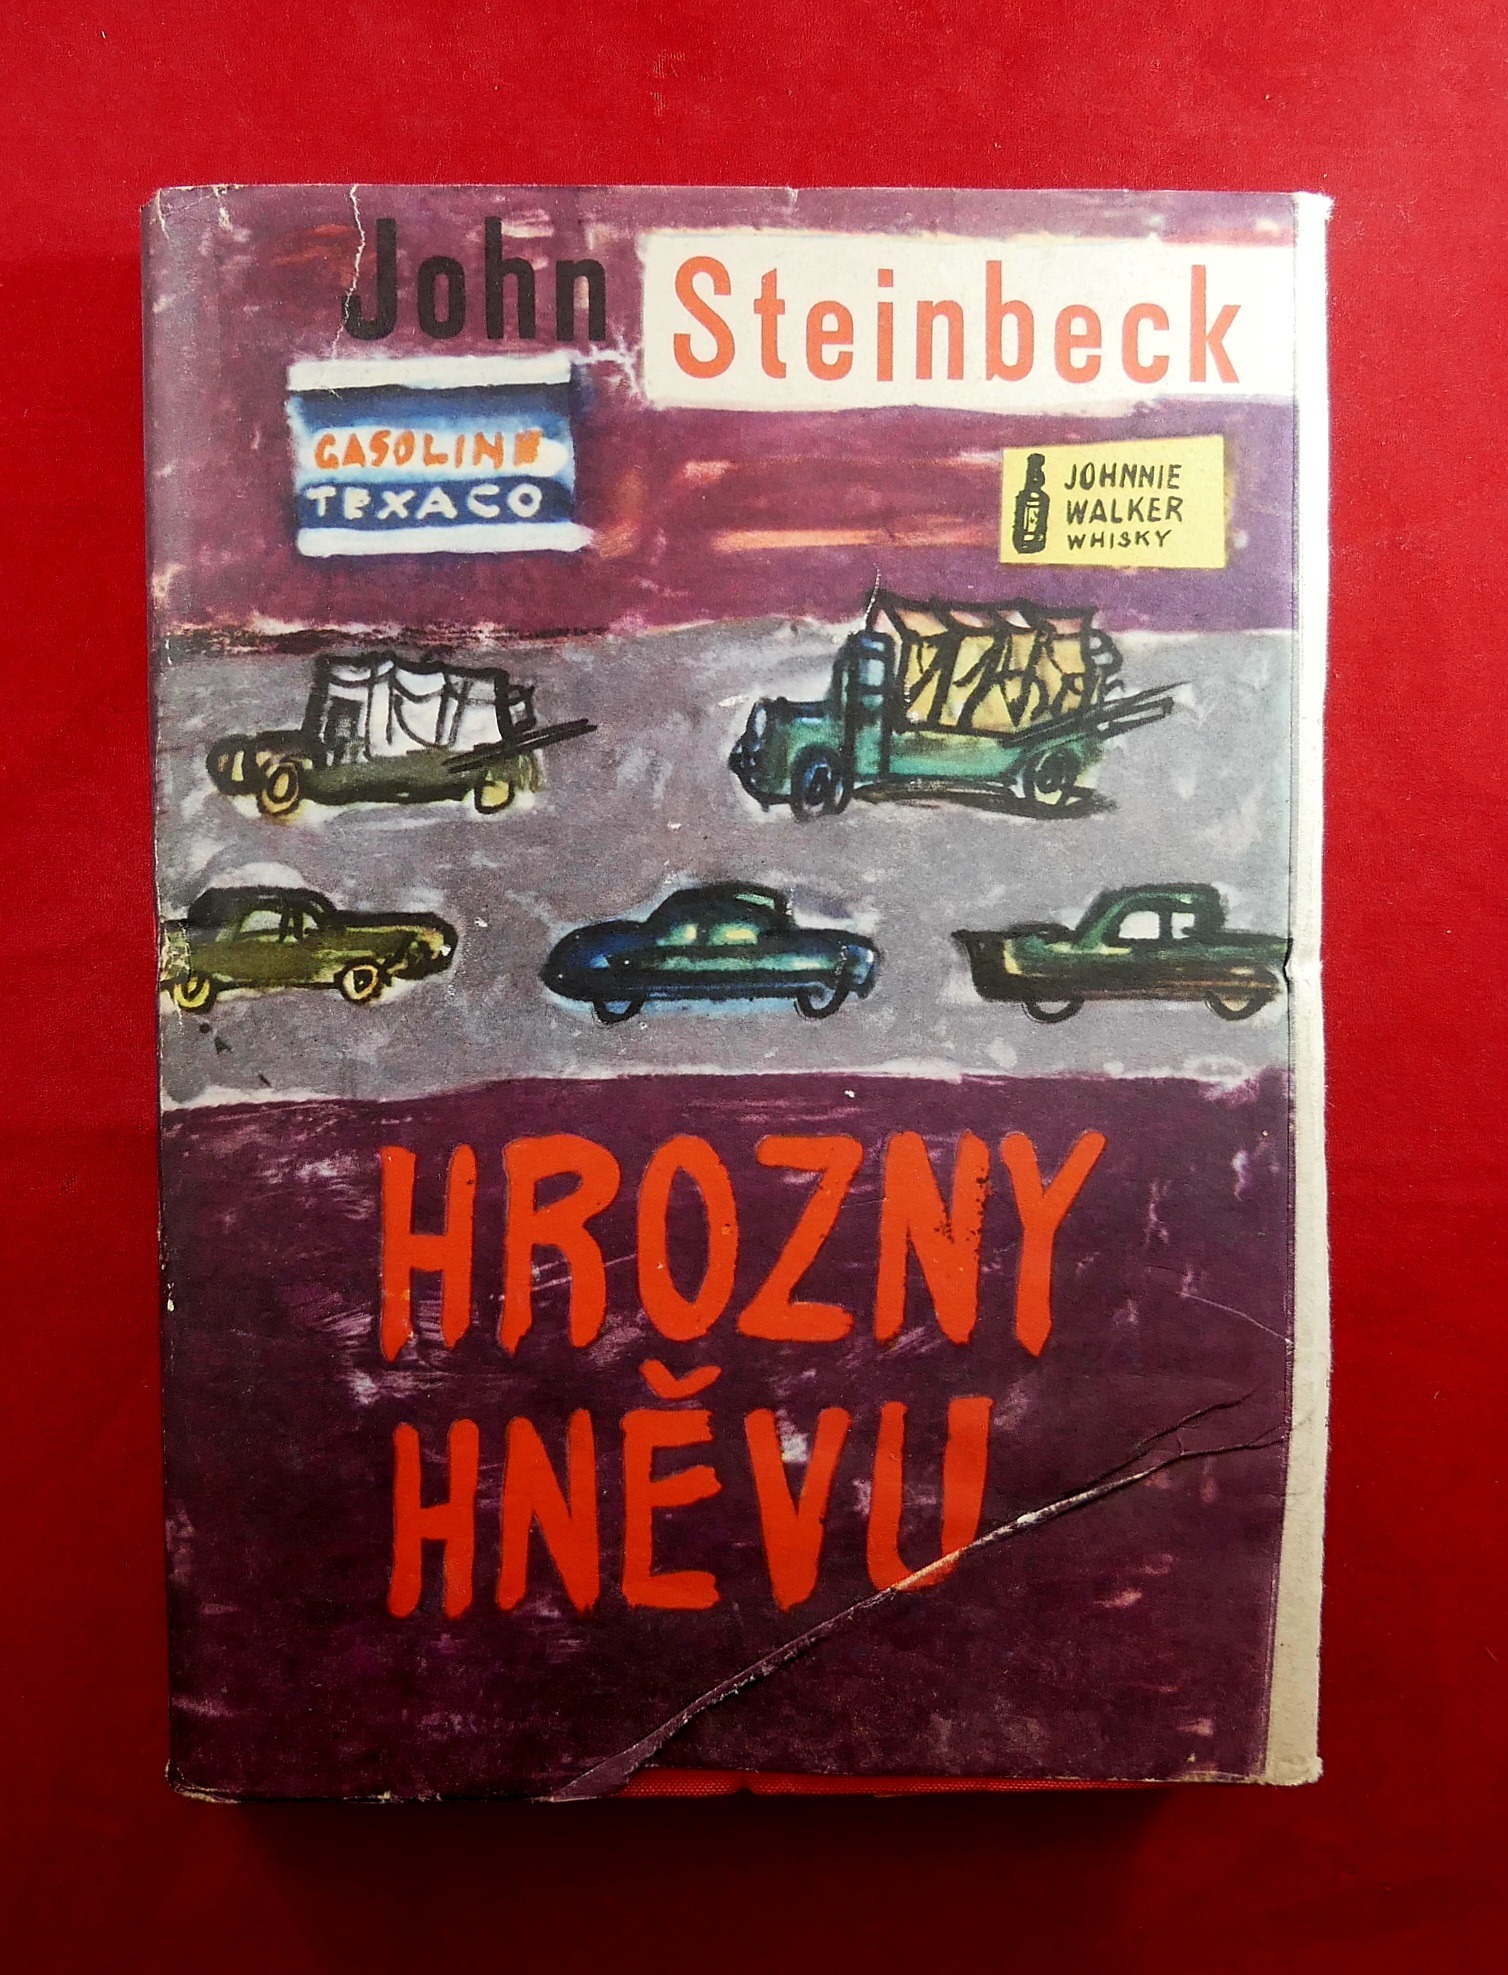 John Steinbeck
GASOLINE
TEXACO
JOHNNIE
WALKER
WHISKY
HROZNY
HNĚVU